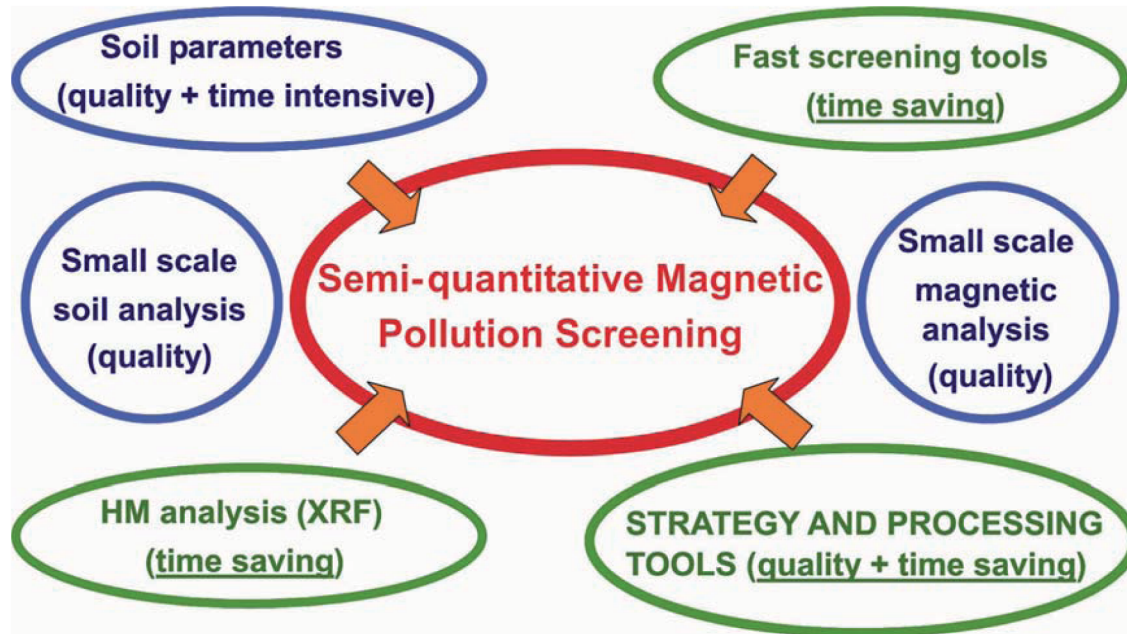 Soil parameters
(quality + time intensive)
Fast screening tools
(time saving)
Small scale
soil analysis
(quality)
Semi-quantitative Magnetic
Pollution Screening
Small scale
magnetic
analysis
(quality)
HM analysis (XRF)
(time saving)
STRATEGY AND PROCESSING
TOOLS (quality + time saving)